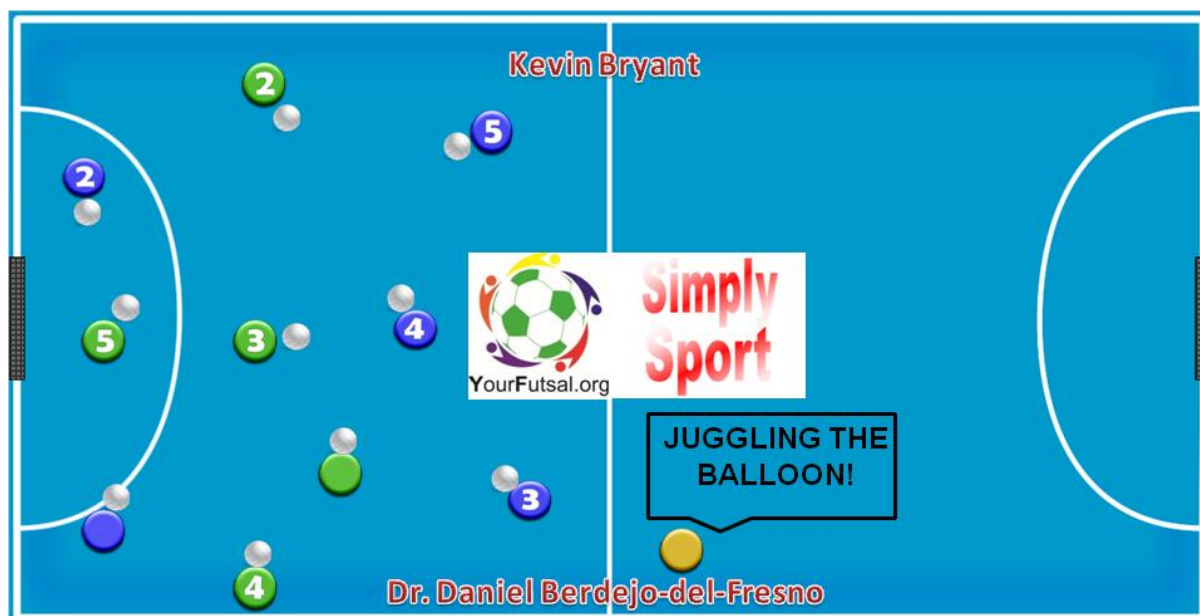 Kevin Bryant
2
5
2
Simply
Sport
YourFutsal.org
5
3
4
JUGGLING THE
BALLOON!
3
4
Dr. Daniel Berdejo-del-Fresno